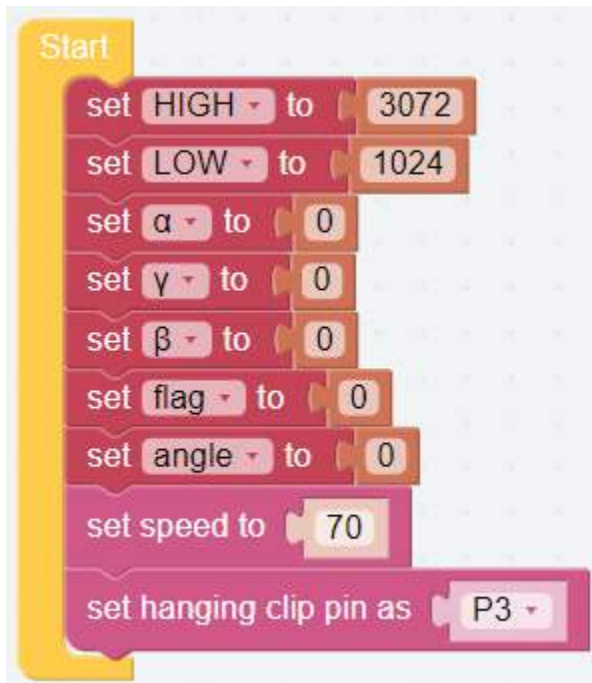 Start
set HIGH to 3072
set LOW to 1024
set α to 0
set γ to 0
set β to 0
set flag to 0
set angle to 0
set speed to 70
set hanging clip pin as P3